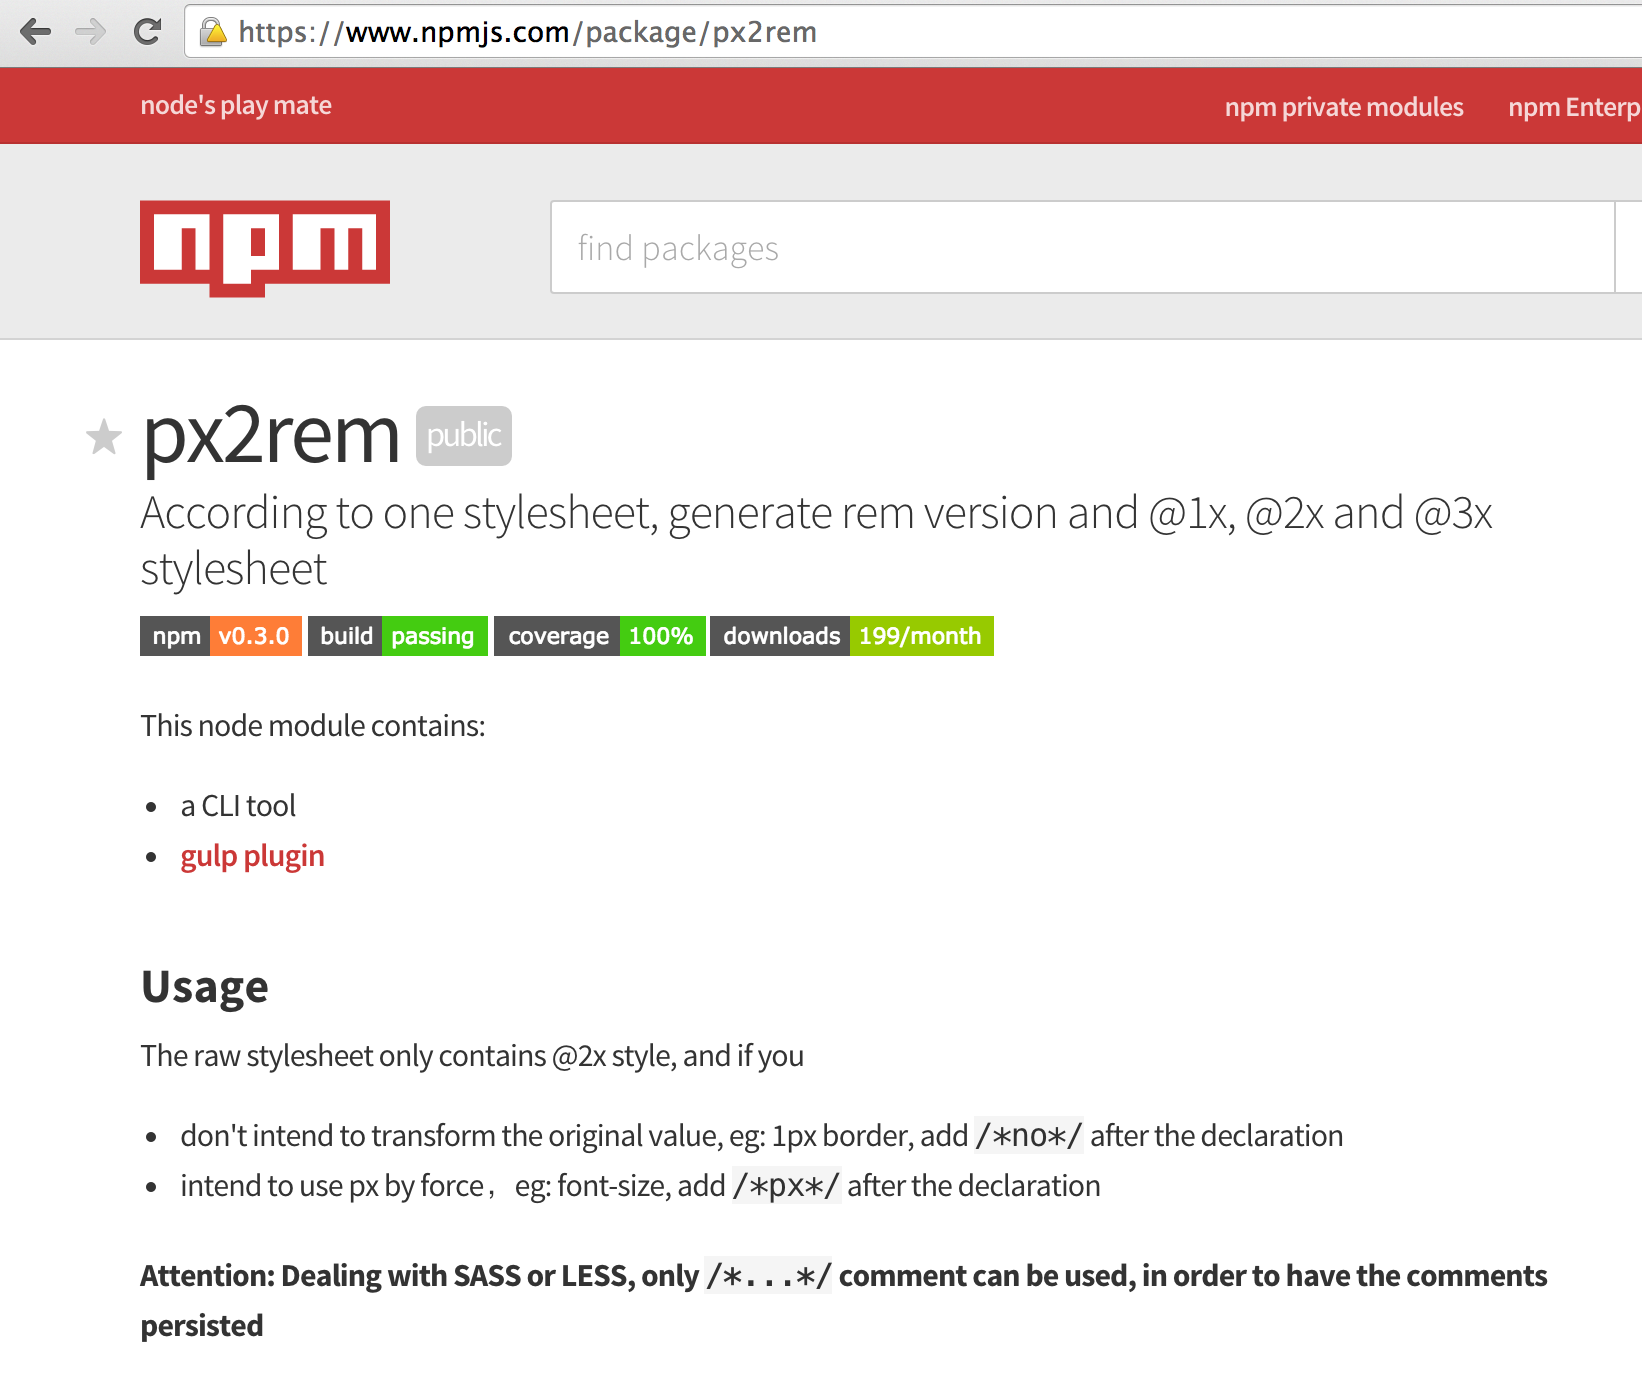 https://www.npmjs.com/package/px2rem
node's play mate
npm private modules
npm Enterp
npm
find packages
px2rem public
According to one stylesheet, generate rem version and @1x, @2x and @3x
stylesheet
npm v0.3.0 build passing coverage 100% downloads 199/month
This node module contains:
• a CLI tool
• gulp plugin
Usage
The raw stylesheet only contains @2x style, and if you
• don't intend to transform the original value, eg: 1px border, add /*no*/ after the declaration
• intend to use px by force，eg: font-size, add /*px*/ after the declaration
Attention: Dealing with SASS or LESS, only /*...*/ comment can be used, in order to have the comments
persisted